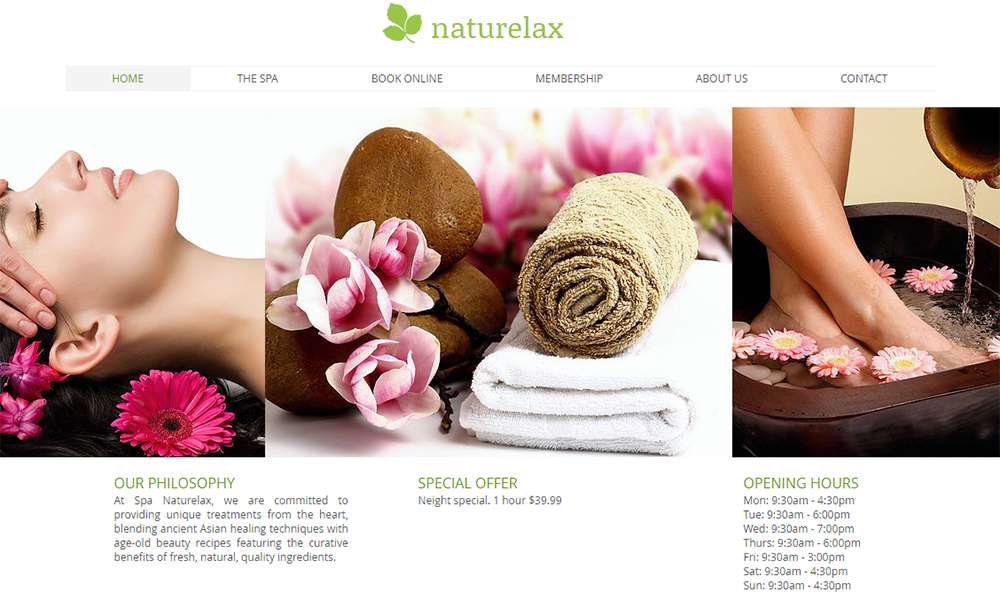 naturelax
HOME THE SPA BOOK ONLINE MEMBERSHIP ABOUT US CONTACT
OUR PHILOSOPHY
At Spa Naturelax, we are committed to
providing unique treatments from the heart,
blending ancient Asian healing techniques with
age-old beauty recipes featuring the curative
benefits of fresh, natural, quality ingredients.
SPECIAL OFFER
Neight special. 1 hour $39.99
OPENING HOURS
Mon: 9:30am - 4:30pm
Tue: 9:30am - 6:00pm
Wed: 9:30am - 7:00pm
Thurs: 9:30am - 6:00pm
Fri: 9:30am - 3:00pm
Sat: 9:30am - 4:30pm
Sun: 9:30am - 4:30pm